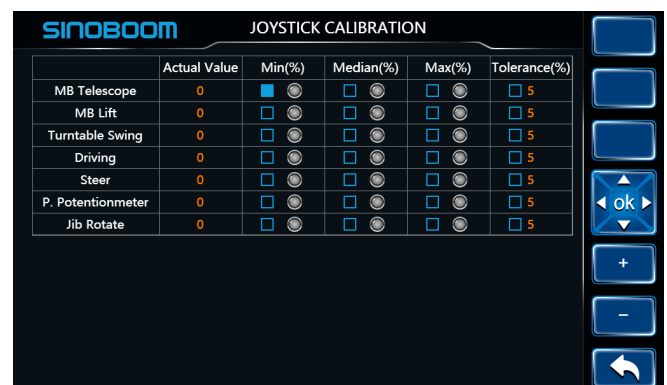 SINOBOOM JOYSTICK CALIBRATION
Actual Value Min(%) Median(%) Max(%) Tolerance(%)
MB Telescope 0 5
MB Lift 0 5
Turntable Swing 0 5
Driving 0 5
Steer 0 5
P. Potentionmeter 0 5
Jib Rotate 0 5
ok
+
−